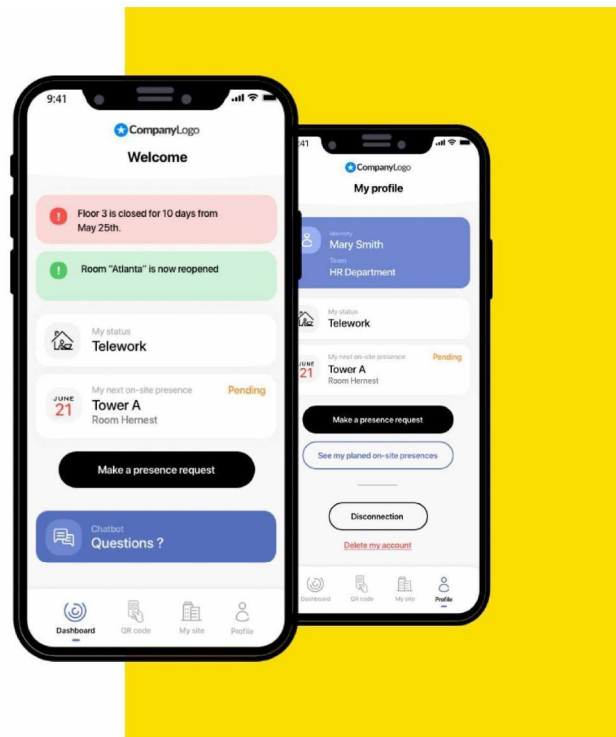 9:41
CompanyLogo
Welcome
Floor 3 is closed for 10 days from
May 25th.
Room "Atlanta" is now reopened
My status
Telework
JUNE
21
My next on-site presence
Pending
Tower A
Room Hernest
Make a presence request
Chatbot
Questions ?
Dashboard
QR code
My site
Profile
:41
CompanyLogo
My profile
Identity
Mary Smith
Team
HR Department
My status
Telework
JUNE
21
My next on-site presence
Pending
Tower A
Room Hernest
Make a presence request
See my planed on-site presences
Disconnection
Delete my account
Dashboard
QR code
My site
Profile